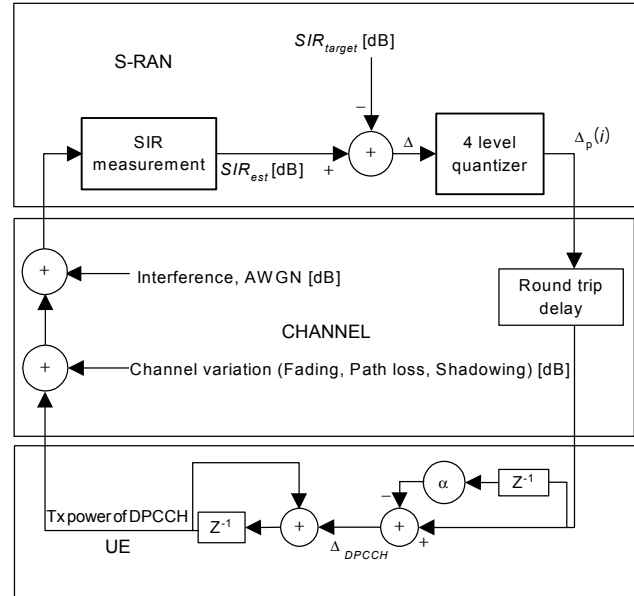 SIR_target [dB]
S-RAN
−
SIR
measurement
SIR_est [dB]
+
+
Δ
4 level
quantizer
Δ_p(i)
+
Interference, AWGN [dB]
Round trip
delay
CHANNEL
+
Channel variation (Fading, Path loss, Shadowing) [dB]
α
Z^-1
−
Tx power of DPCCH
Z^-1
+
+
+
UE
Δ_DPCCH